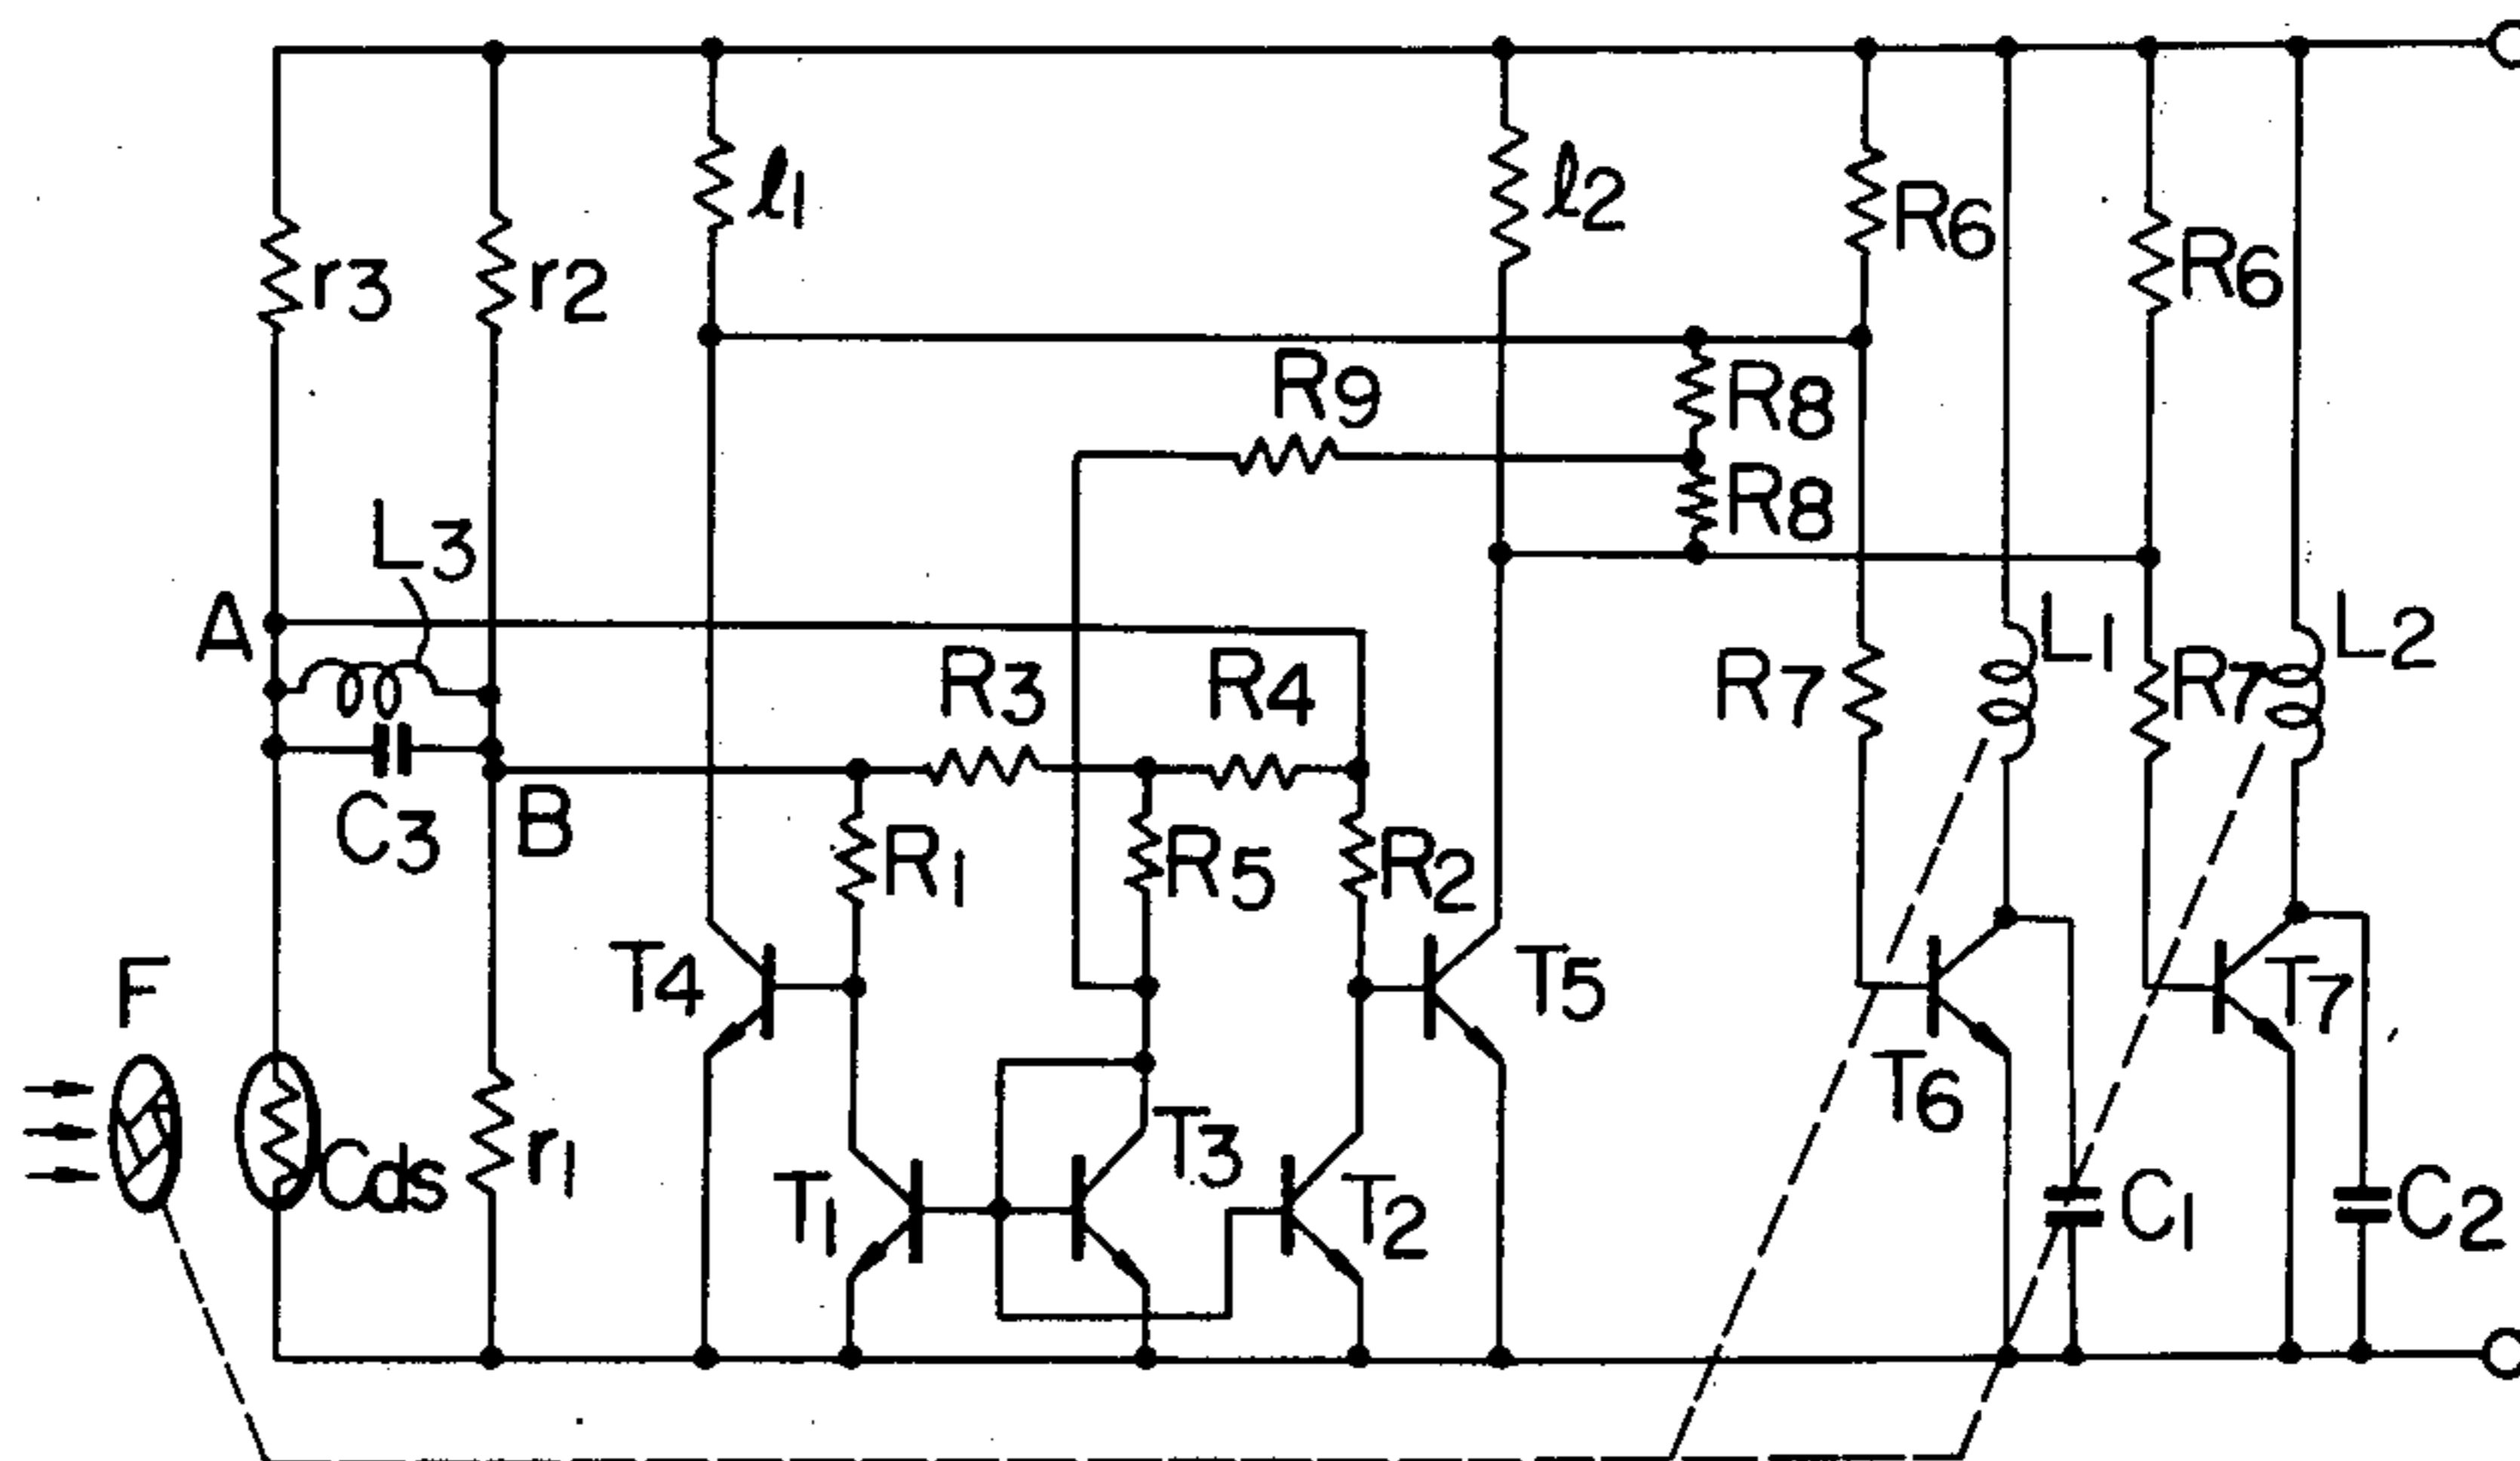 ℓ1
ℓ2
R6
R6
r3
r2
R9
R8
R8
L3
A
L1
L2
R3
R4
R7
R7
C3
B
R1
R5
R2
F
T4
T5
T7
T6
Cds
r1
T1
T3
T2
C1
C2